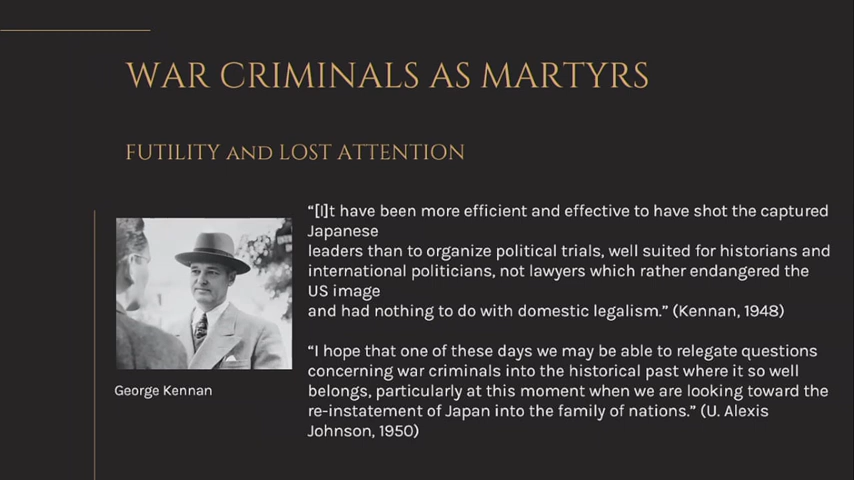 WAR CRIMINALS AS MARTYRS
FUTILITY AND LOST ATTENTION
“[I]t have been more efficient and effective to have shot the captured
Japanese
leaders than to organize political trials, well suited for historians and
international politicians, not lawyers which rather endangered the
US image
and had nothing to do with domestic legalism.” (Kennan, 1948)
“I hope that one of these days we may be able to relegate questions
concerning war criminals into the historical past where it so well
belongs, particularly at this moment when we are looking toward the
re-instatement of Japan into the family of nations.” (U. Alexis
Johnson, 1950)
George Kennan